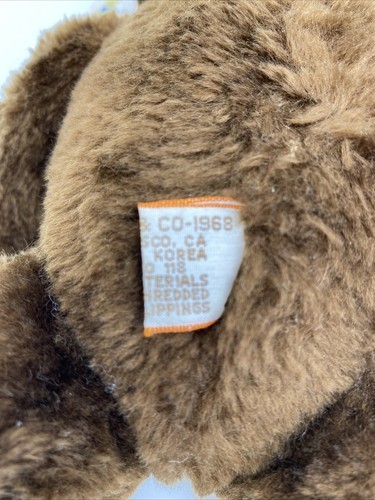 & CO-1968
SCO, CA
KOREA
O 118
TERIALS
HREDDED
IPPINGS